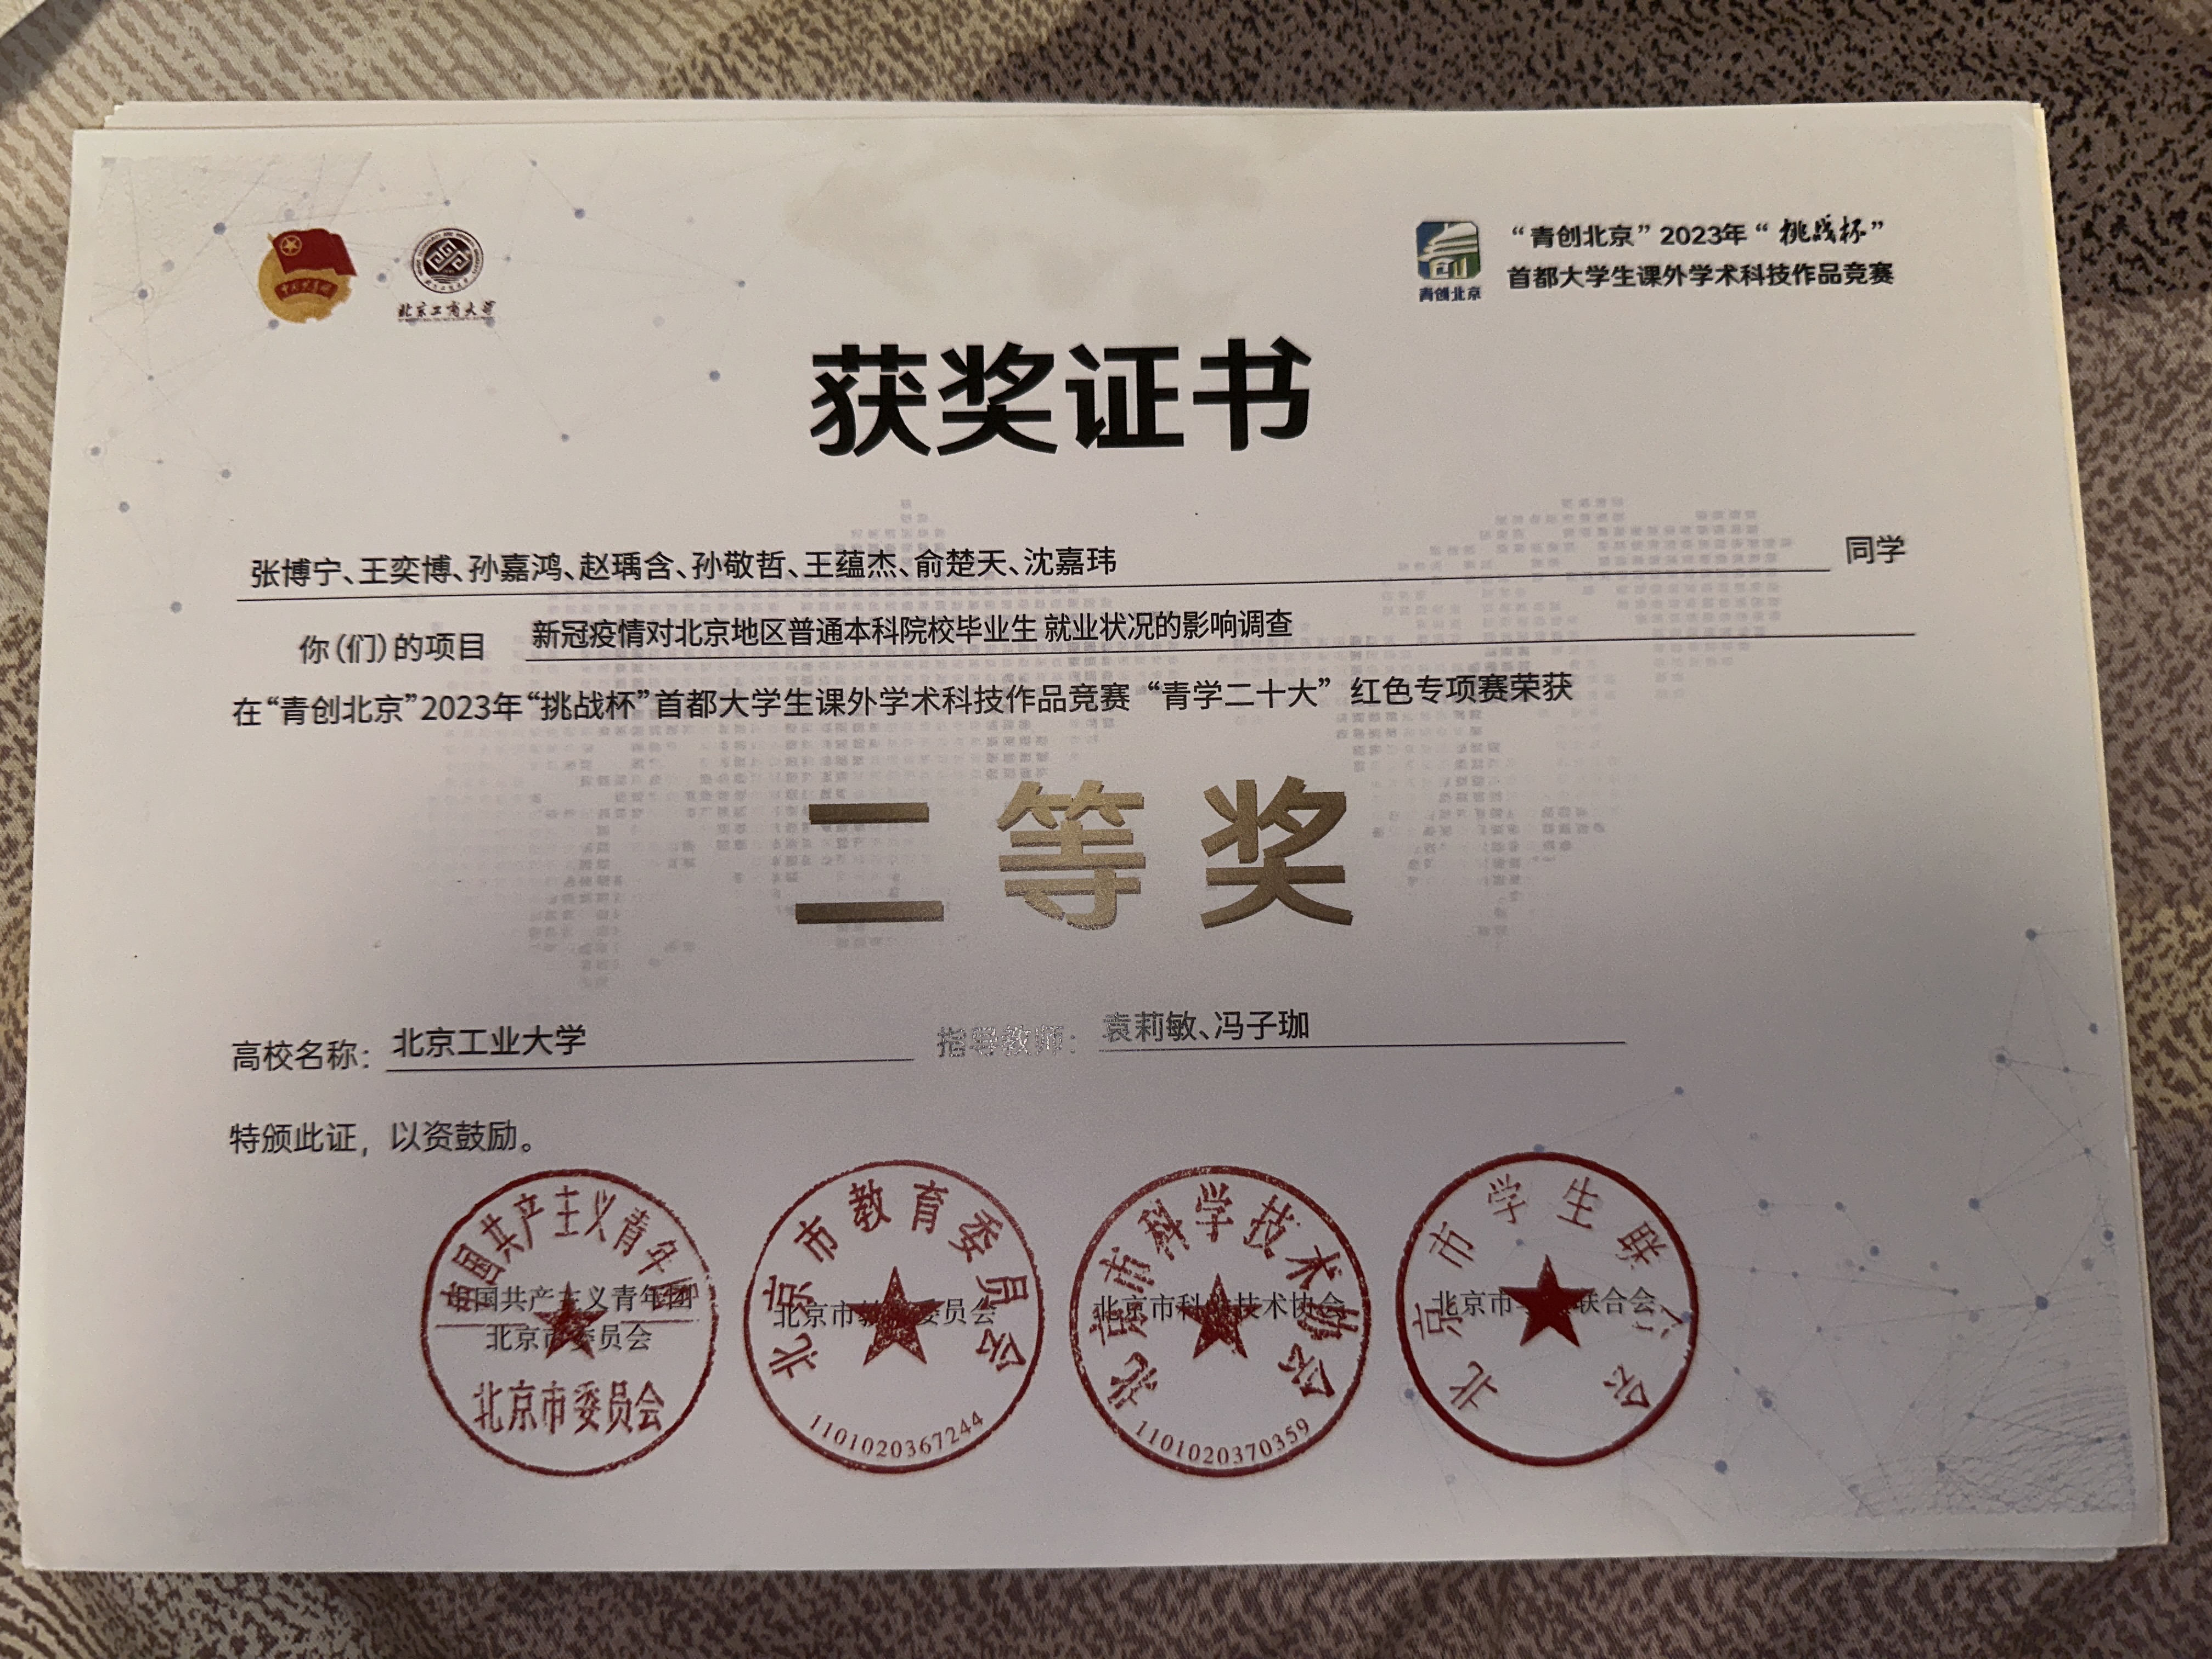 北京工商大学
青创北京
“青创北京”2023年“挑战杯”
首都大学生课外学术科技作品竞赛
获奖证书
张博宁、王奕博、孙嘉鸿、赵瑀含、孙敬哲、王蕴杰、俞楚天、沈嘉玮 同学
你(们)的项目 新冠疫情对北京地区普通本科院校毕业生 就业状况的影响调查
在“青创北京”2023年“挑战杯”首都大学生课外学术科技作品竞赛“青学二十大”红色专项赛荣获
二等奖
高校名称：北京工业大学 指导教师：袁莉敏、冯子珈
特颁此证，以资鼓励。
中国共产主义青年团
北京市委员会
中国共产主义青年团
北京市委员会
北京市教育委员会
北京市教育委员会
1101020367244
北京市科学技术协会
北京市科学技术协会
1101020370359
北京市学生联合会
北京市学生联合会